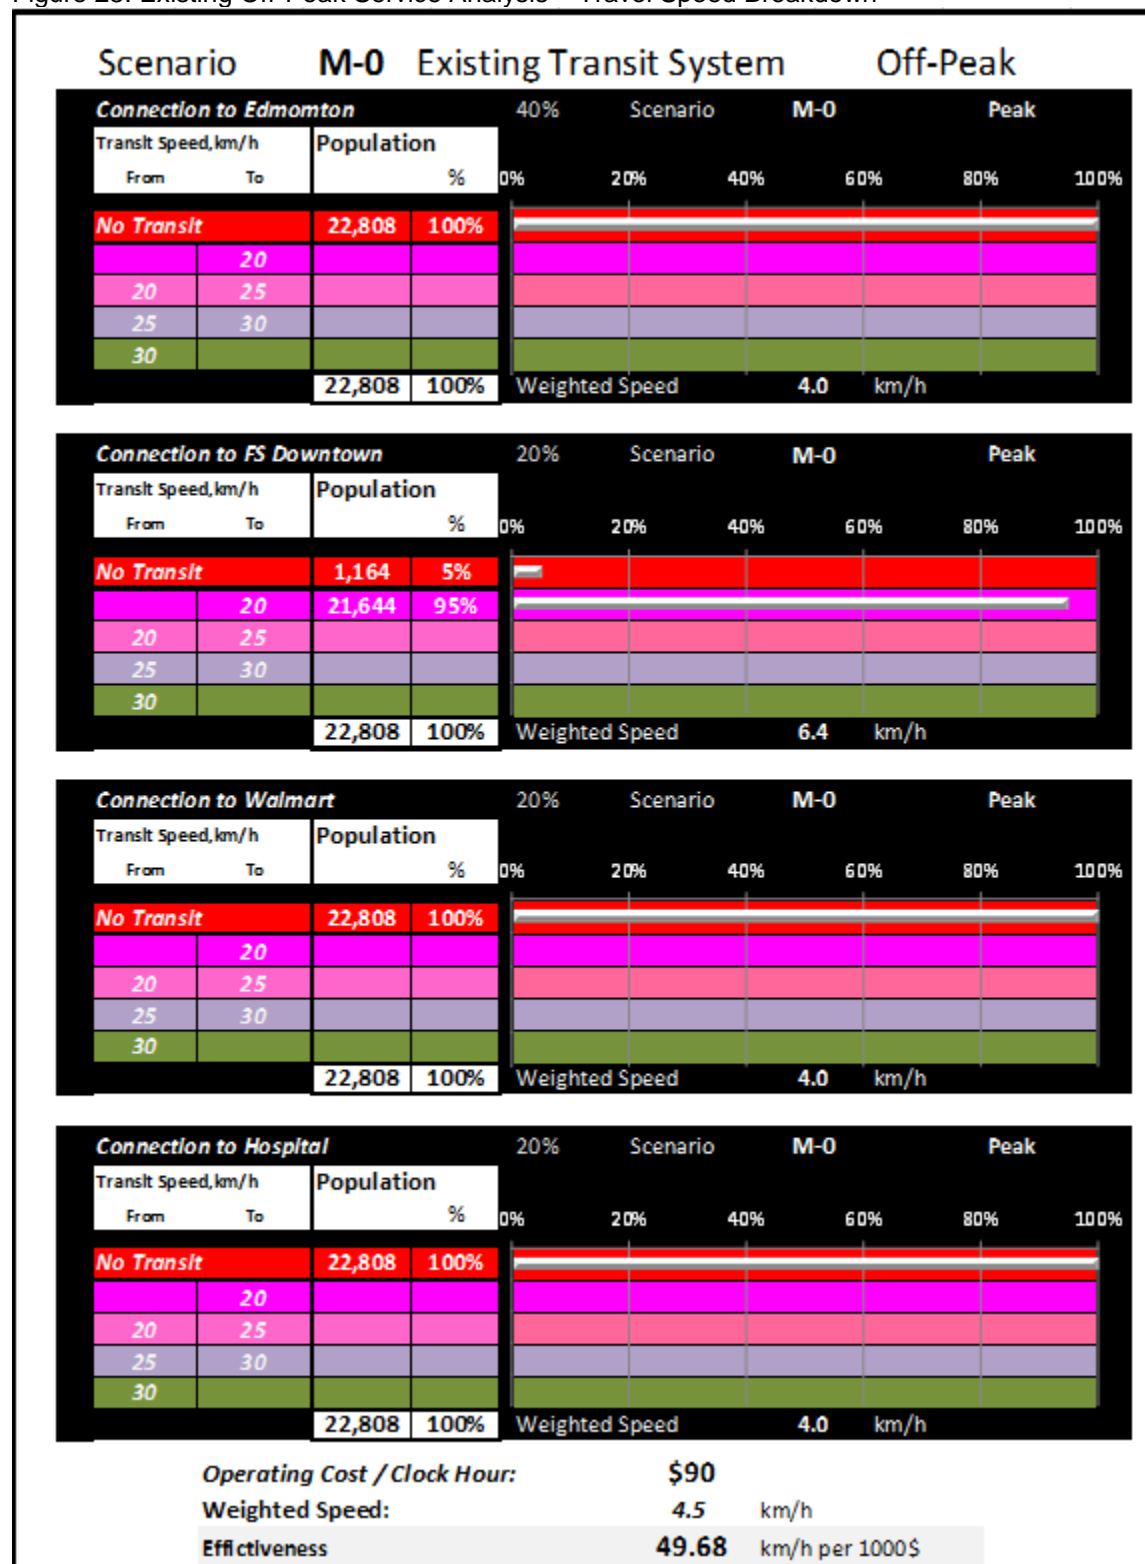 Scenario M-0 Existing Transit System Off-Peak
Connection to Edmomton 40% Scenario M-0 Peak
Transit Speed, km/h Population
From To % 0% 20% 40% 60% 80% 100%
No Transit 22,808 100%
20
20 25
25 30
30
22,808 100% Weighted Speed 4.0 km/h
Connection to FS Downtown 20% Scenario M-0 Peak
Transit Speed, km/h Population
From To % 0% 20% 40% 60% 80% 100%
No Transit 1,164 5%
20 21,644 95%
20 25
25 30
30
22,808 100% Weighted Speed 6.4 km/h
Connection to Walmart 20% Scenario M-0 Peak
Transit Speed, km/h Population
From To % 0% 20% 40% 60% 80% 100%
No Transit 22,808 100%
20
20 25
25 30
30
22,808 100% Weighted Speed 4.0 km/h
Connection to Hospital 20% Scenario M-0 Peak
Transit Speed, km/h Population
From To % 0% 20% 40% 60% 80% 100%
No Transit 22,808 100%
20
20 25
25 30
30
22,808 100% Weighted Speed 4.0 km/h
Operating Cost / Clock Hour: $90
Weighted Speed: 4.5 km/h
Effictiveness 49.68 km/h per 1000$